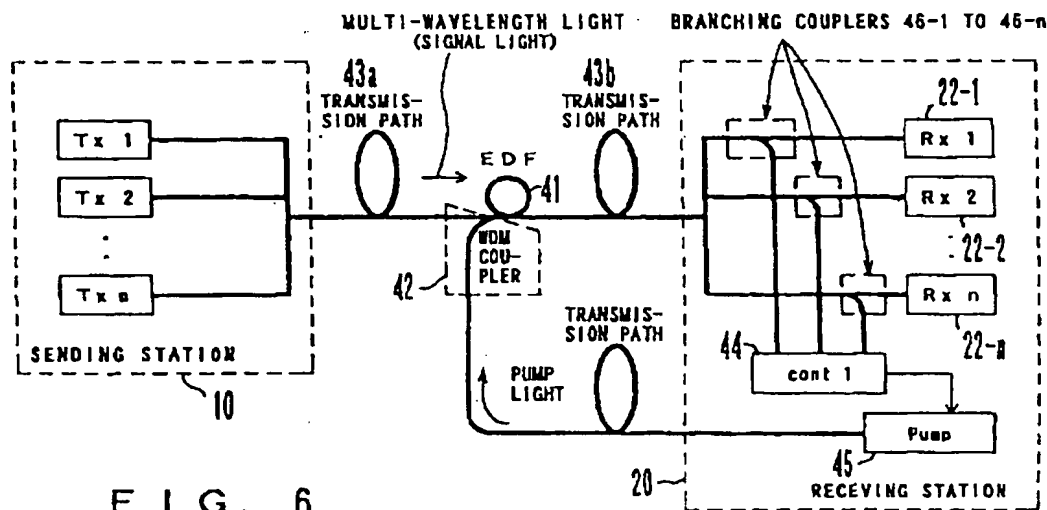 MULTI-WAVELENGTH LIGHT
(SIGNAL LIGHT)
BRANCHING COUPLERS 46-1 TO 46-n
43a
TRANSMIS-
SION PATH
43b
TRANSMIS-
SION PATH
22-1
Tx 1
Rx 1
EDF
41
Tx 2
Rx 2
WDM
COU-
PLER
22-2
42
Tx n
Rx n
TRANSMIS-
SION PATH
44
22-n
SENDING STATION
cont 1
10
PUMP
LIGHT
Pump
45
20
RECEVING STATION
FIG. 6